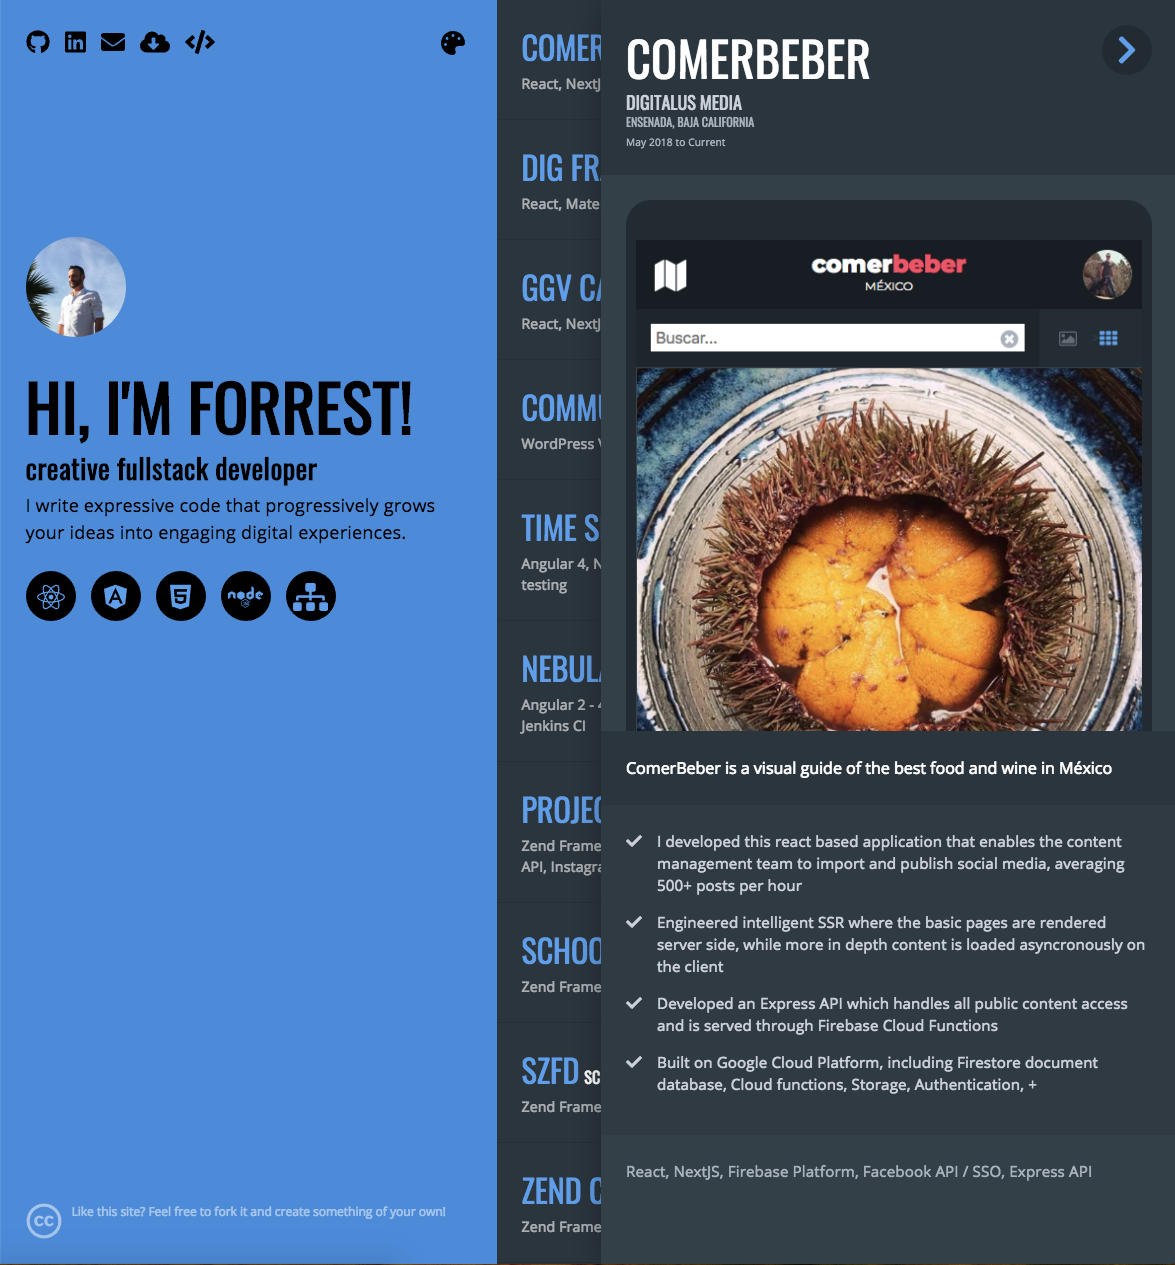 HI, I'M FORREST!
creative fullstack developer
I write expressive code that progressively grows
your ideas into engaging digital experiences.
node
JS
5
CC
Like this site? Feel free to fork it and create something of your own!
COMER
React, NextJ
DIG FR
React, Mate
GGV CA
React, NextJ
COMMU
WordPress V
TIME S
Angular 4, N
testing
NEBULA
Angular 2 - 4
Jenkins CI
PROJEC
Zend Frame
API, Instagra
SCHOO
Zend Frame
SZFD SC
Zend Frame
ZEND C
Zend Frame
COMERBEBER
DIGITALUS MEDIA
ENSENADA, BAJA CALIFORNIA
May 2018 to Current
comerbeber
MÉXICO
Buscar...
ComerBeber is a visual guide of the best food and wine in México
I developed this react based application that enables the content
management team to import and publish social media, averaging
500+ posts per hour
Engineered intelligent SSR where the basic pages are rendered
server side, while more in depth content is loaded asyncronously on
the client
Developed an Express API which handles all public content access
and is served through Firebase Cloud Functions
Built on Google Cloud Platform, including Firestore document
database, Cloud functions, Storage, Authentication, +
React, NextJS, Firebase Platform, Facebook API / SSO, Express API